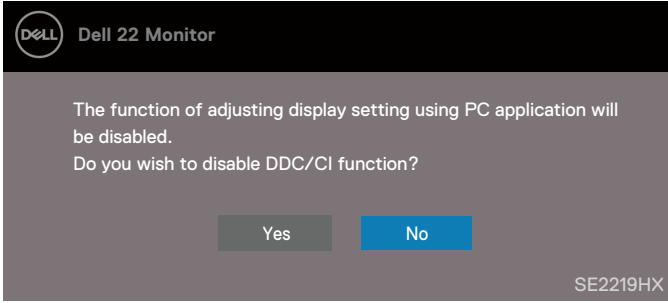 DELL
Dell 22 Monitor
The function of adjusting display setting using PC application will
be disabled.
Do you wish to disable DDC/CI function?
Yes No
SE2219HX